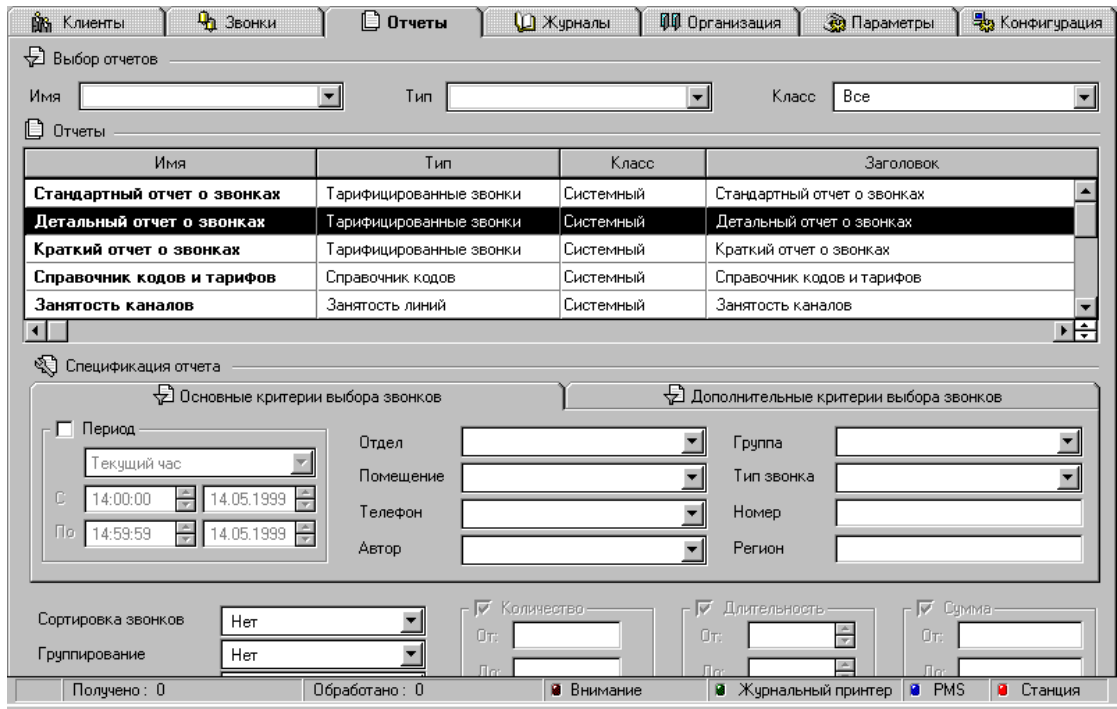 Клиенты Звонки Отчеты Журналы Организация Параметры Конфигурация
Выбор отчетов
Имя Тип Класс Все
Отчеты
Имя Тип Класс Заголовок
Стандартный отчет о звонках Тарифицированные звонки Системный Стандартный отчет о звонках
Детальный отчет о звонках Тарифицированные звонки Системный Детальный отчет о звонках
Краткий отчет о звонках Тарифицированные звонки Системный Краткий отчет о звонках
Справочник кодов и тарифов Справочник кодов Системный Справочник кодов и тарифов
Занятость каналов Занятость линий Системный Занятость каналов
Спецификация отчета
Основные критерии выбора звонков Дополнительные критерии выбора звонков
Период
Текущий час
С 14:00:00 14.05.1999
По 14:59:59 14.05.1999
Отдел
Помещение
Телефон
Автор
Группа
Тип звонка
Номер
Регион
Сортировка звонков Нет
Группирование Нет
Количество
От:
До:
Длительность
От:
До:
Сумма
От:
До:
Получено : 0 Обработано : 0 Внимание Журнальный принтер PMS Станция